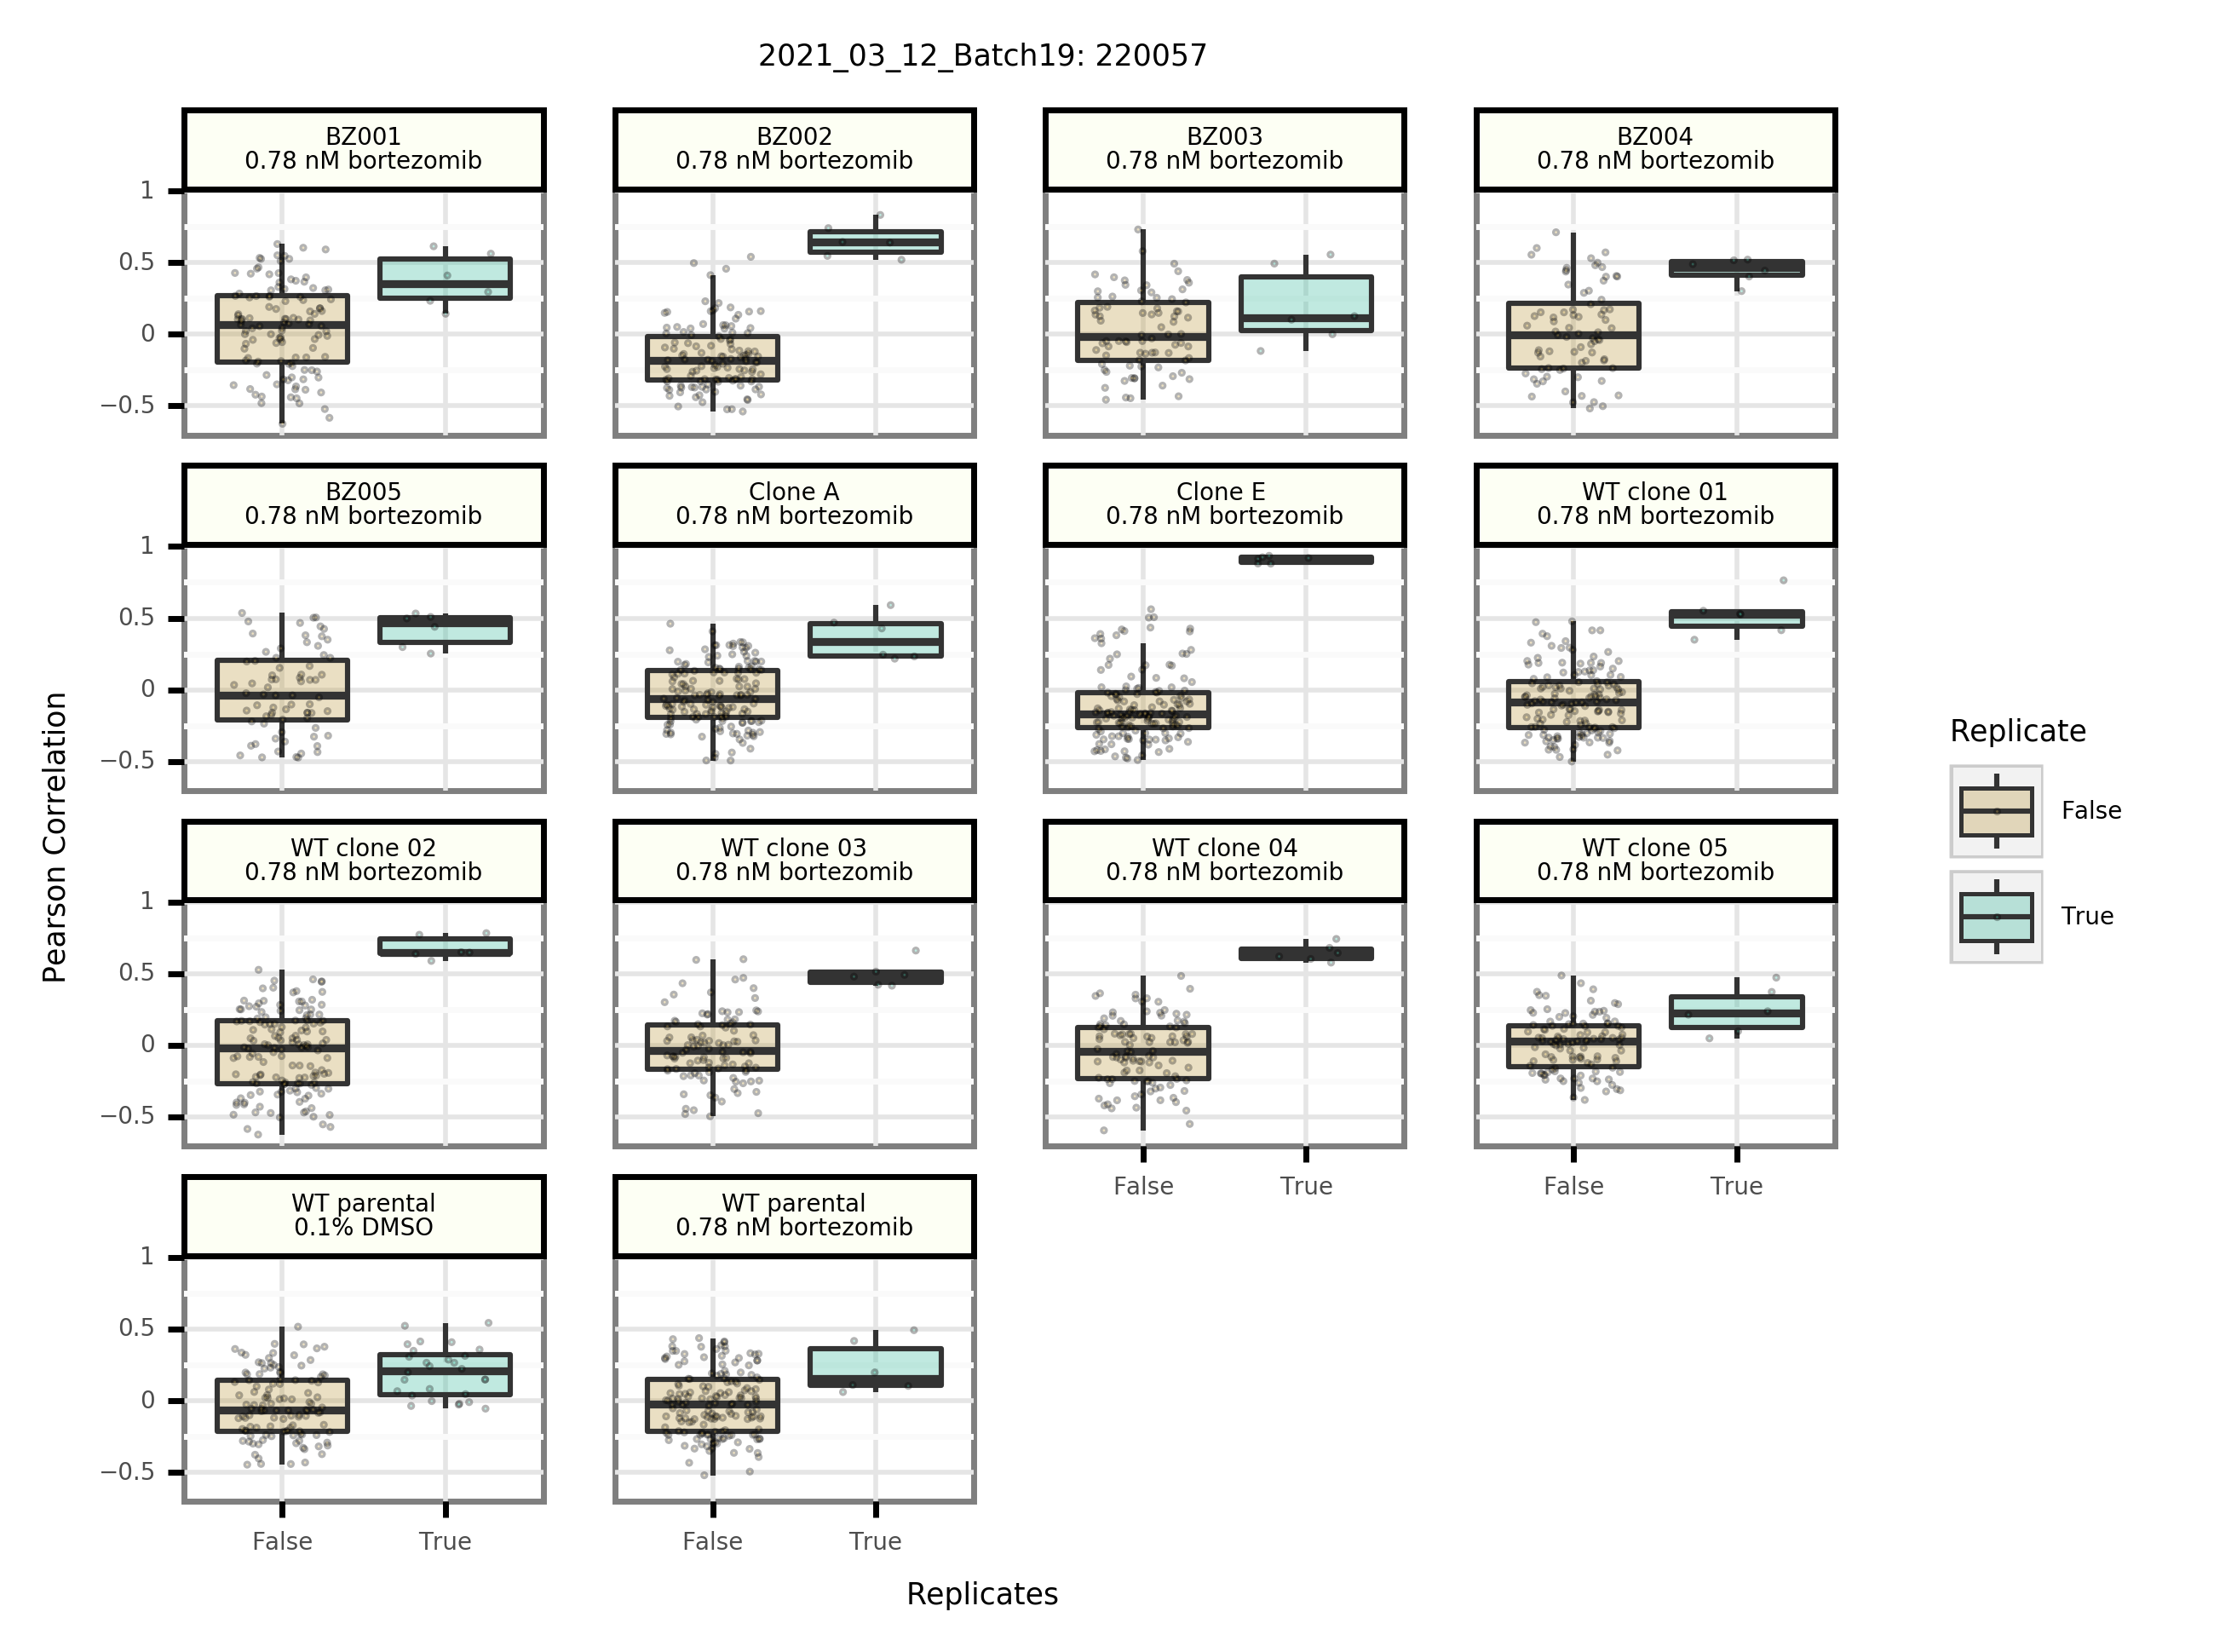 2021_03_12_Batch19: 220057
BZ001
0.78 nM bortezomib
BZ002
0.78 nM bortezomib
BZ003
0.78 nM bortezomib
BZ004
0.78 nM bortezomib
1
0.5
0
−0.5
BZ005
0.78 nM bortezomib
Clone A
0.78 nM bortezomib
Clone E
0.78 nM bortezomib
WT clone 01
0.78 nM bortezomib
1
0.5
0
−0.5
WT clone 02
0.78 nM bortezomib
WT clone 03
0.78 nM bortezomib
WT clone 04
0.78 nM bortezomib
WT clone 05
0.78 nM bortezomib
1
0.5
0
−0.5
False
True
False
True
WT parental
0.1% DMSO
WT parental
0.78 nM bortezomib
1
0.5
0
−0.5
False
True
False
True
Replicates
Pearson Correlation
Replicate
False
True